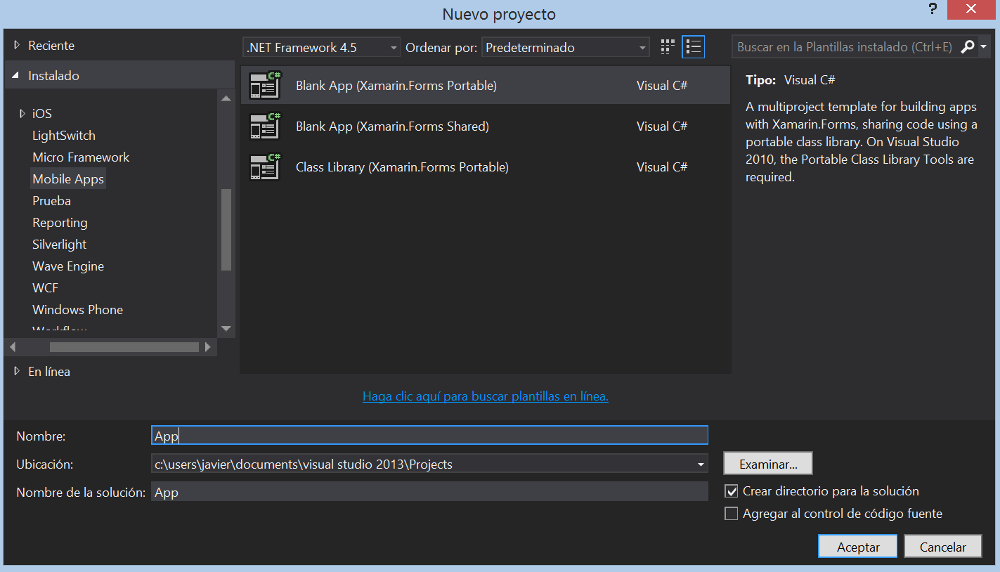 Nuevo proyecto
?
Reciente
Instalado
iOS
LightSwitch
Micro Framework
Mobile Apps
Prueba
Reporting
Silverlight
Wave Engine
WCF
Windows Phone
Workflow
En línea
.NET Framework 4.5
Ordenar por:
Predeterminado
C#
Blank App (Xamarin.Forms Portable)
Visual C#
C#
Blank App (Xamarin.Forms Shared)
Visual C#
C#
Class Library (Xamarin.Forms Portable)
Visual C#
Buscar en la Plantillas instalado (Ctrl+E)
Tipo: Visual C#
A multiproject template for building apps
with Xamarin.Forms, sharing code using a
portable class library. On Visual Studio
2010, the Portable Class Library Tools are
required.
Haga clic aquí para buscar plantillas en línea.
Nombre:
App
Ubicación:
c:\users\javier\documents\visual studio 2013\Projects
Examinar...
Nombre de la solución:
App
Crear directorio para la solución
Agregar al control de código fuente
Aceptar
Cancelar